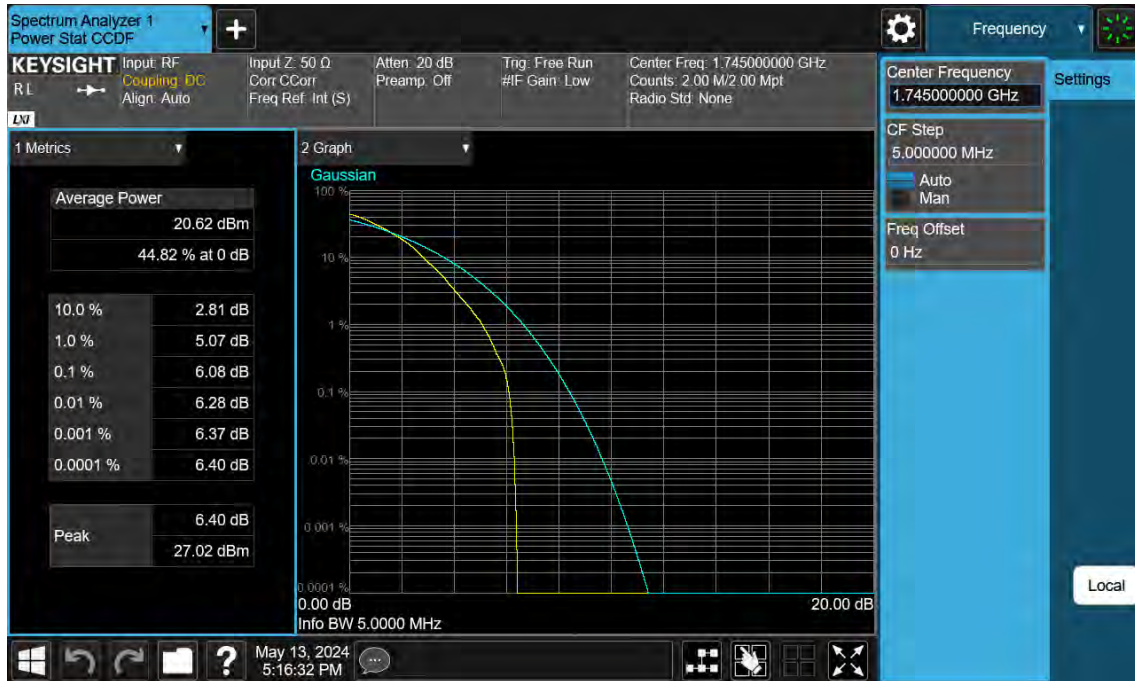 Spectrum Analyzer 1
Power Stat CCDF
+
Frequency
KEYSIGHT
R L
LXI
Input: RF
Coupling: DC
Align: Auto
Input Z: 50 Ω
Corr CCorr
Freq Ref: Int (S)
Atten: 20 dB
Preamp: Off
Trig: Free Run
#IF Gain: Low
Center Freq: 1.745000000 GHz
Counts: 2.00 M/2.00 Mpt
Radio Std: None
Center Frequency
1.745000000 GHz
Settings
CF Step
5.000000 MHz
Auto
Man
Freq Offset
0 Hz
1 Metrics
Average Power
20.62 dBm
44.82 % at 0 dB
10.0 % 2.81 dB
1.0 % 5.07 dB
0.1 % 6.08 dB
0.01 % 6.28 dB
0.001 % 6.37 dB
0.0001 % 6.40 dB
Peak
6.40 dB
27.02 dBm
2 Graph
Gaussian
100 %
10 %
1 %
0.1 %
0.01 %
0.001 %
0.0001 %
0.00 dB 20.00 dB
Info BW 5.0000 MHz
Local
?
May 13, 2024
5:16:32 PM